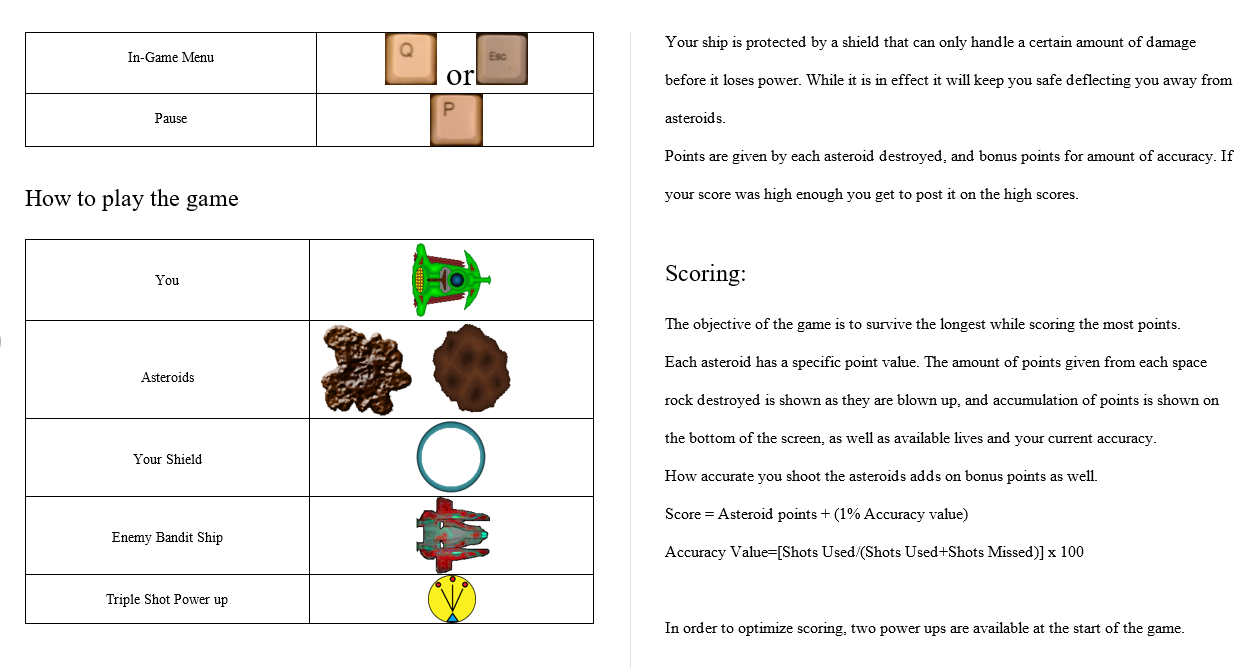 In-Game Menu
Q or Esc
Pause
P
How to play the game
You
Asteroids
Your Shield
Enemy Bandit Ship
Triple Shot Power up
Your ship is protected by a shield that can only handle a certain amount of damage
before it loses power. While it is in effect it will keep you safe deflecting you away from
asteroids.
Points are given by each asteroid destroyed, and bonus points for amount of accuracy. If
your score was high enough you get to post it on the high scores.
Scoring:
The objective of the game is to survive the longest while scoring the most points.
Each asteroid has a specific point value. The amount of points given from each space
rock destroyed is shown as they are blown up, and accumulation of points is shown on
the bottom of the screen, as well as available lives and your current accuracy.
How accurate you shoot the asteroids adds on bonus points as well.
Score = Asteroid points + (1% Accuracy value)
Accuracy Value=[Shots Used/(Shots Used+Shots Missed)] x 100
In order to optimize scoring, two power ups are available at the start of the game.